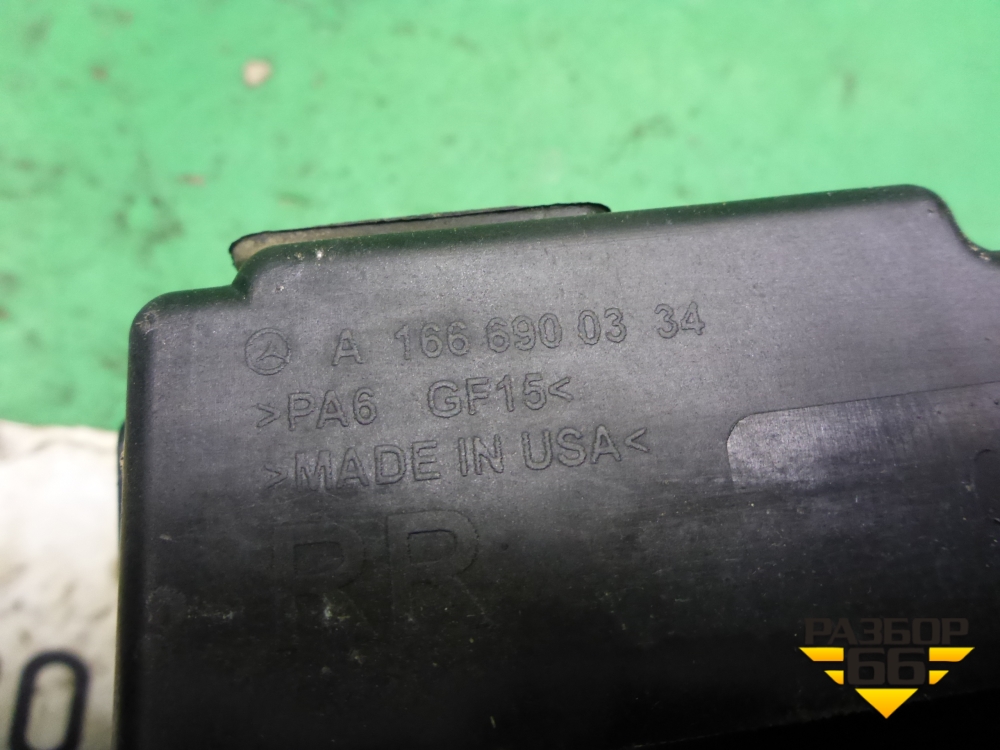 A 166 690 03 34
>PA6 GF15<
>MADE IN USA<
RR
РАЗБОР
66